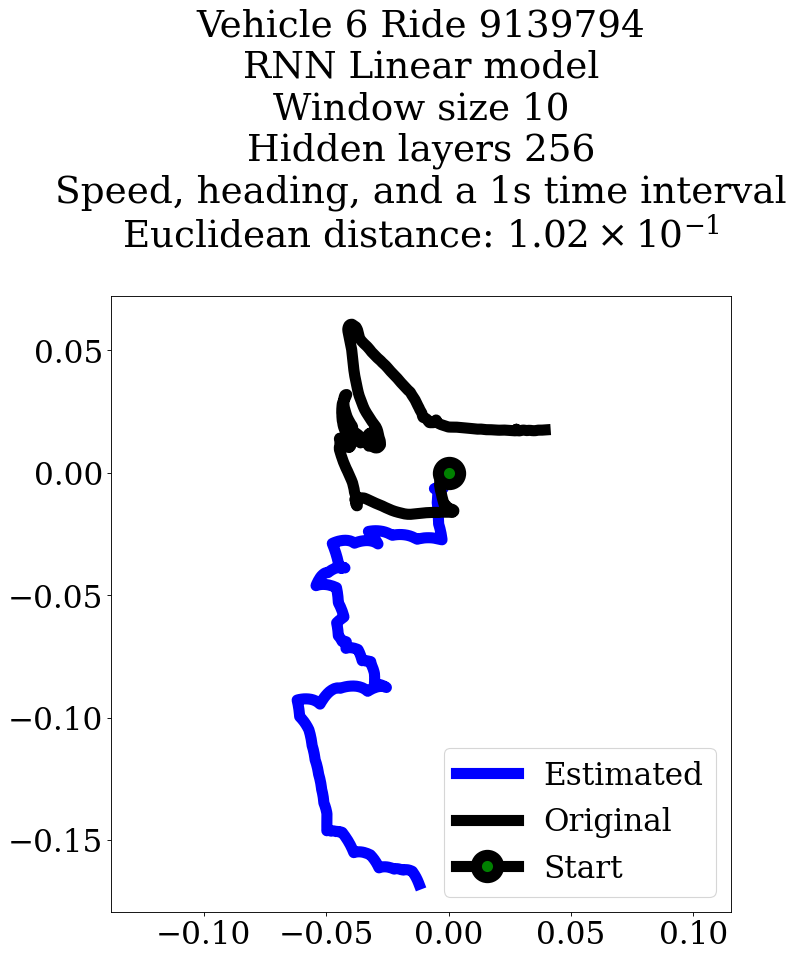 Vehicle 6 Ride 9139794
RNN Linear model
Window size 10
Hidden layers 256
Speed, heading, and a 1s time interval
Euclidean distance: 1.02 × 10⁻¹
0.05
0.00
−0.05
−0.10
−0.15
Estimated
Original
Start
−0.10
−0.05
0.00
0.05
0.10